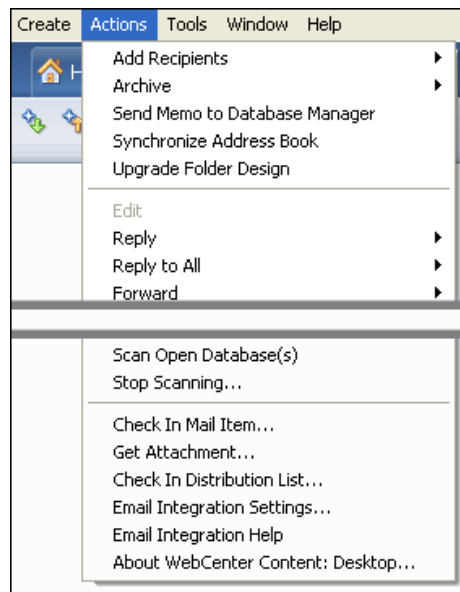 Create Actions Tools Window Help
H
Add Recipients
Archive
Send Memo to Database Manager
Synchronize Address Book
Upgrade Folder Design
Edit
Reply
Reply to All
Forward
Scan Open Database(s)
Stop Scanning...
Check In Mail Item...
Get Attachment...
Check In Distribution List...
Email Integration Settings...
Email Integration Help
About WebCenter Content: Desktop...